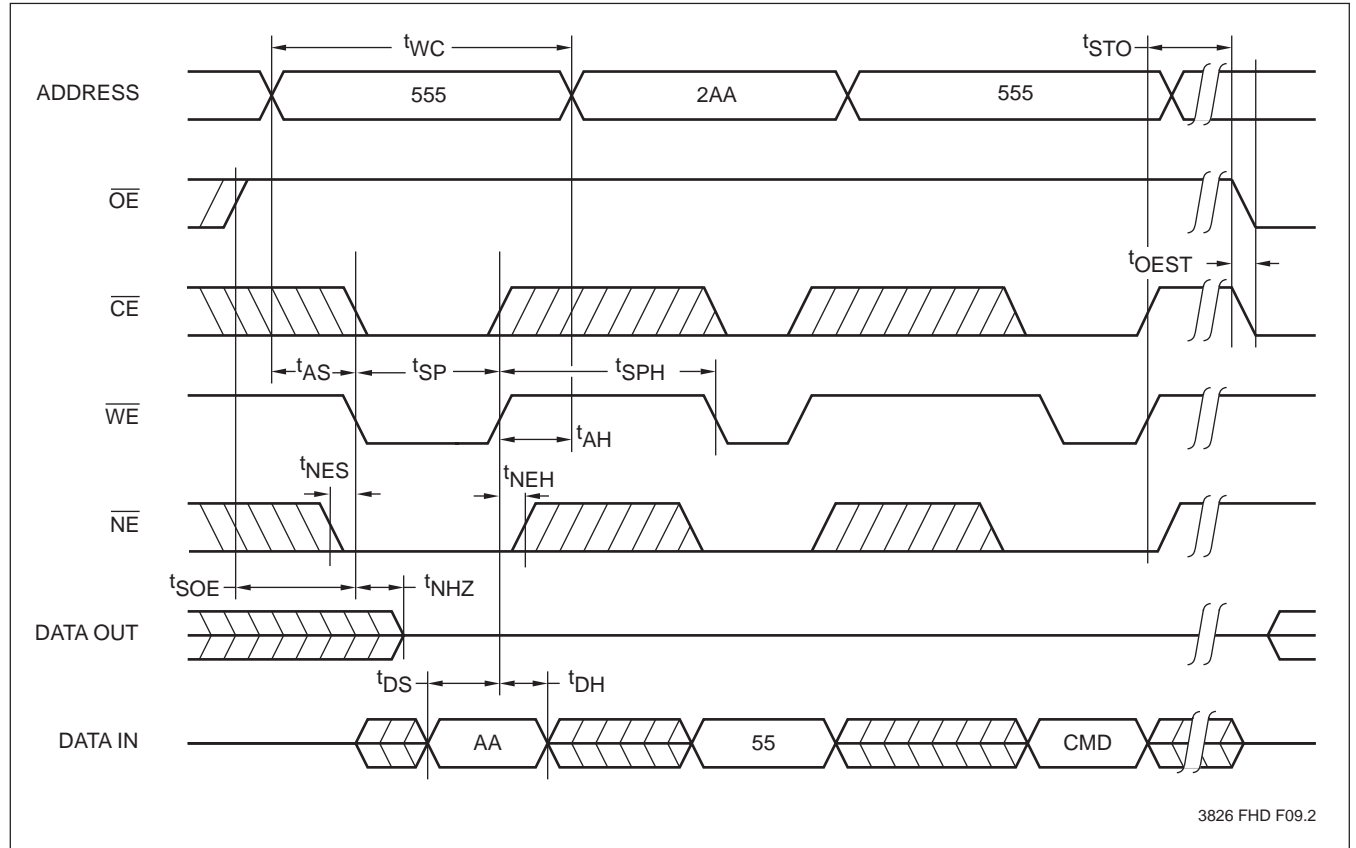 tWC
tSTO
ADDRESS
555
2AA
555
OE
tOEST
CE
tAS
tSP
tSPH
WE
tAH
tNES
tNEH
NE
tSOE
tNHZ
DATA OUT
tDS
tDH
DATA IN
AA
55
CMD
3826 FHD F09.2